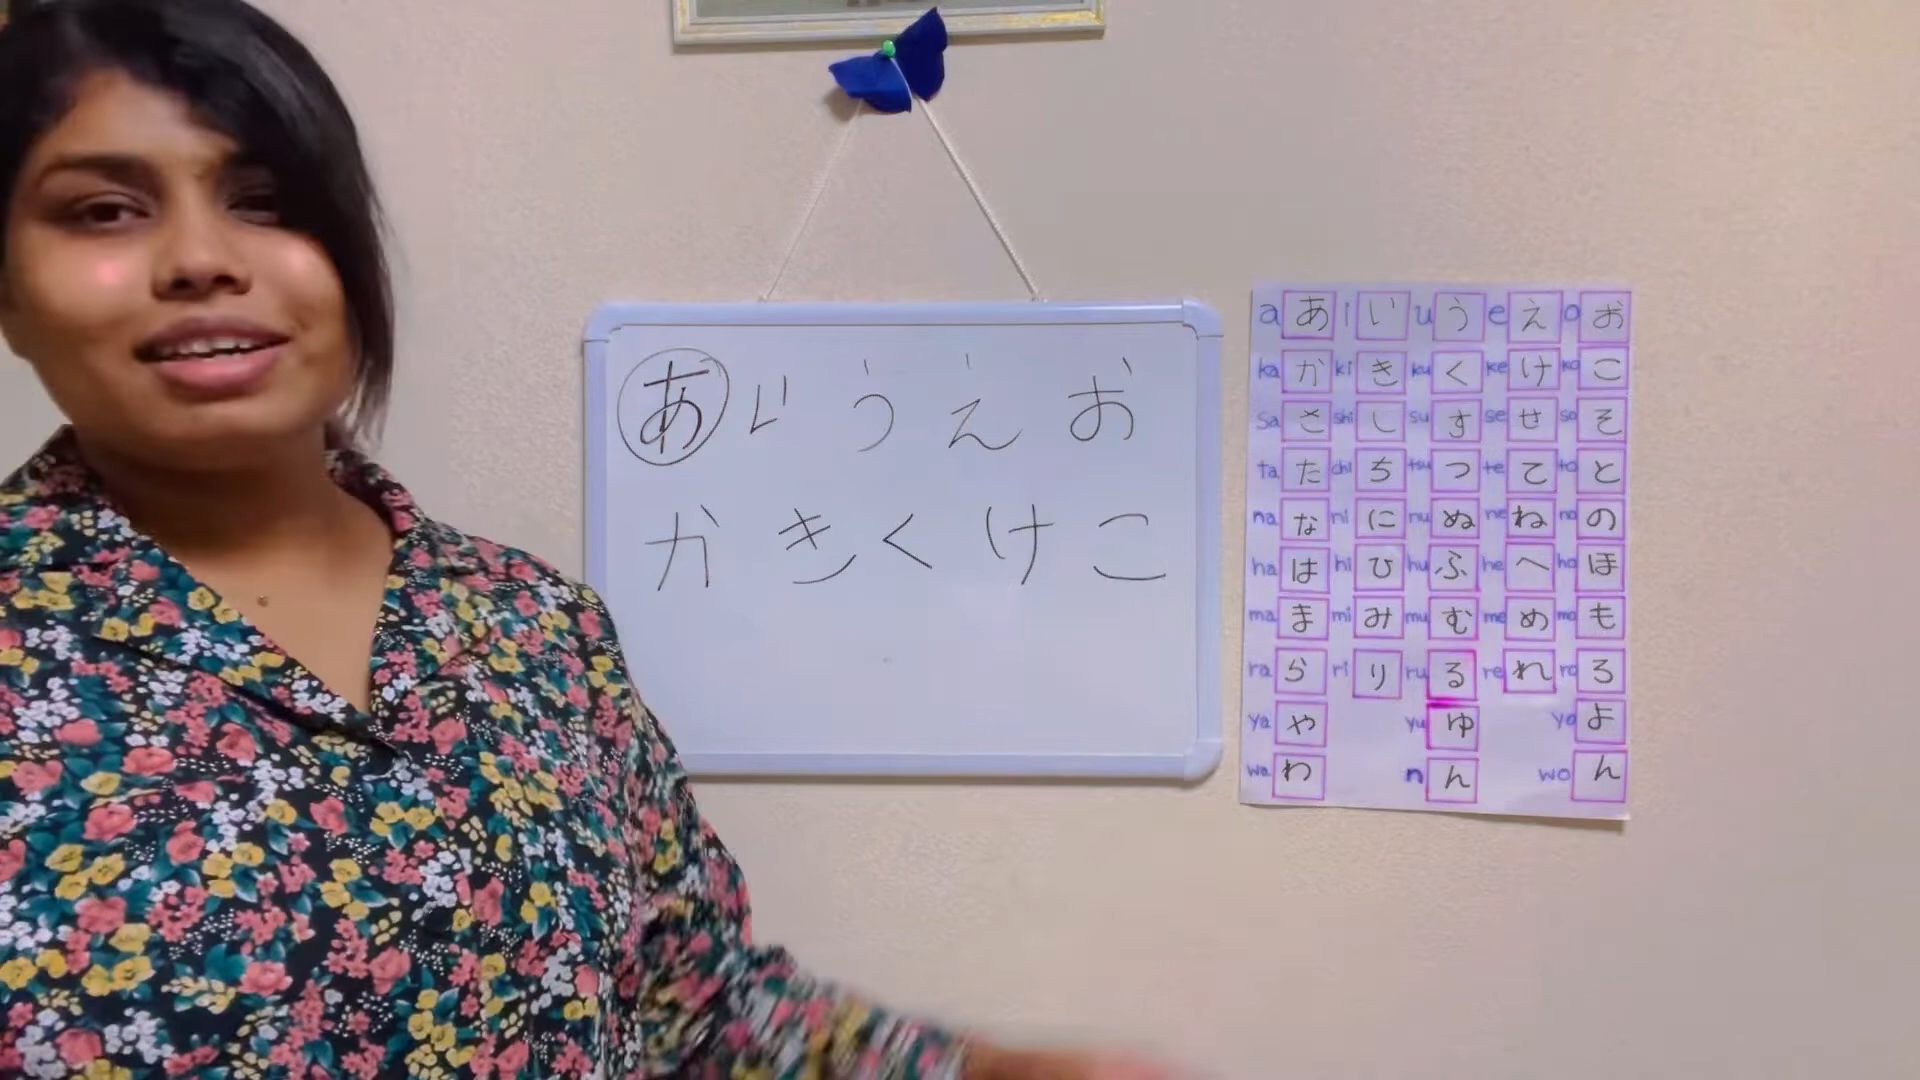 あ い う え お
か き く け こ
a あ i い u う e え o お
ka か ki き ku く ke け ko こ
sa さ shi し su す se せ so そ
ta た chi ち tsu つ te て to と
na な ni に nu ぬ ne ね no の
ha は hi ひ hu ふ he へ ho ほ
ma ま mi み mu む me め mo も
ra ら ri り ru る re れ ro ろ
ya や yu ゆ yo よ
wa わ n ん wo ん